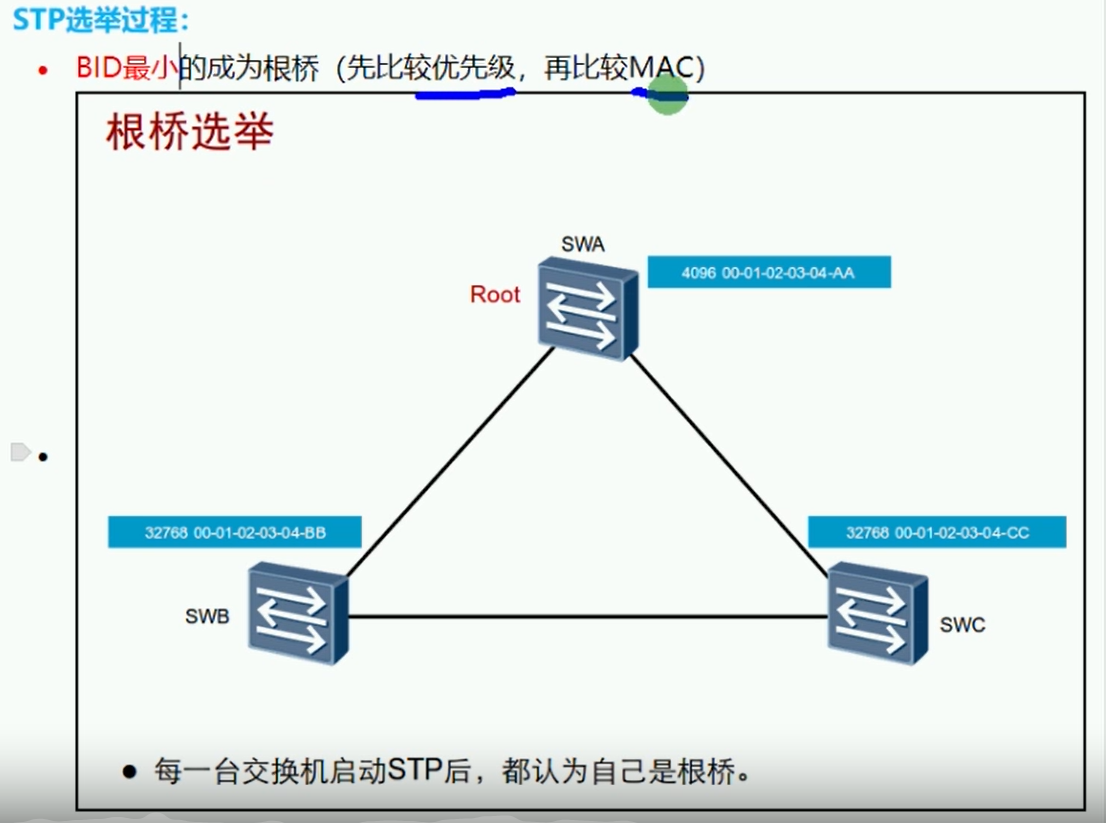 STP选举过程:
• BID最小的成为根桥（先比较优先级，再比较MAC）
根桥选举
SWA
4096 00-01-02-03-04-AA
Root
32768 00-01-02-03-04-BB
32768 00-01-02-03-04-CC
SWB
SWC
● 每一台交换机启动STP后，都认为自己是根桥。